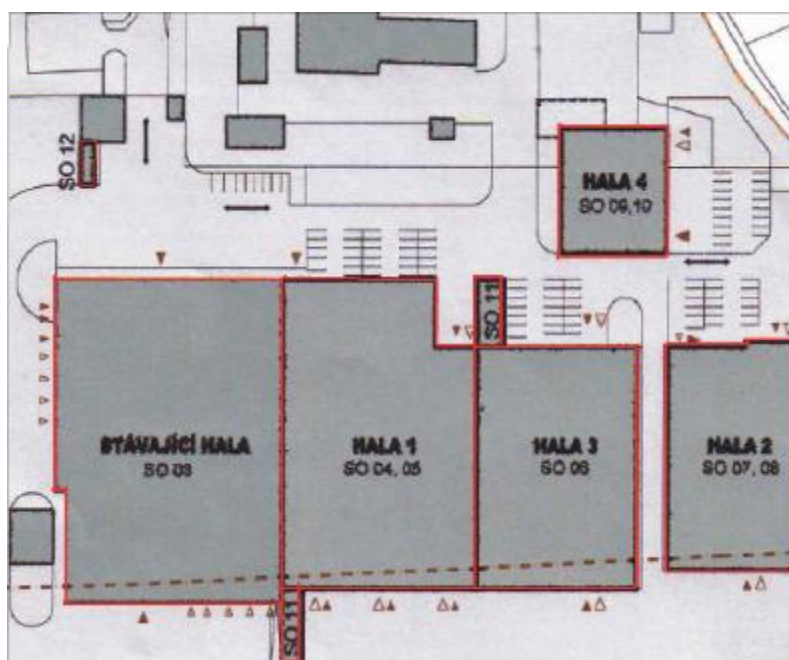 SO 12
HALA 4
SO 09,10
SO 11
STÁVAJÍCÍ HALA
SO 03
HALA 1
SO 04, 05
HALA 3
SO 06
HALA 2
SO 07, 08
SO 11